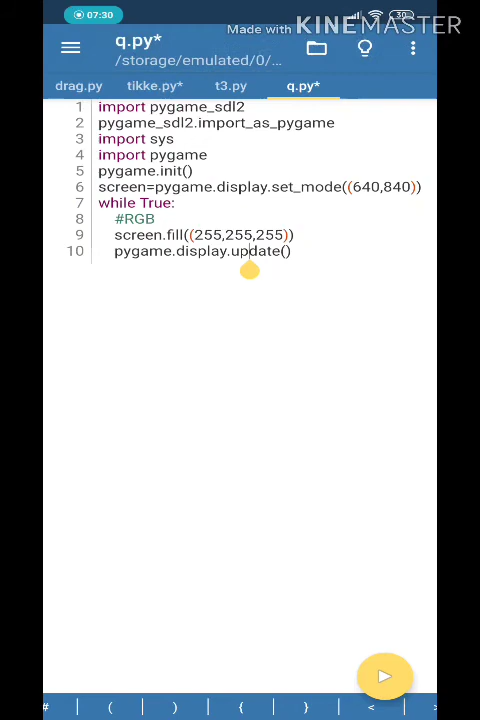 07:30
30
Made with KINEMASTER
q.py*
/storage/emulated/0/...
drag.py tikke.py* t3.py q.py*
1 import pygame_sdl2
2 pygame_sdl2.import_as_pygame
3 import sys
4 import pygame
5 pygame.init()
6 screen=pygame.display.set_mode((640,840))
7 while True:
8 #RGB
9 screen.fill((255,255,255))
10 pygame.display.update()
# ( ) { } < >